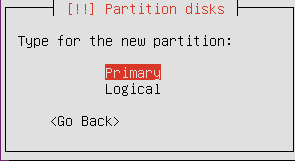 [!!] Partition disks
Type for the new partition:
Primary
Logical
<Go Back>